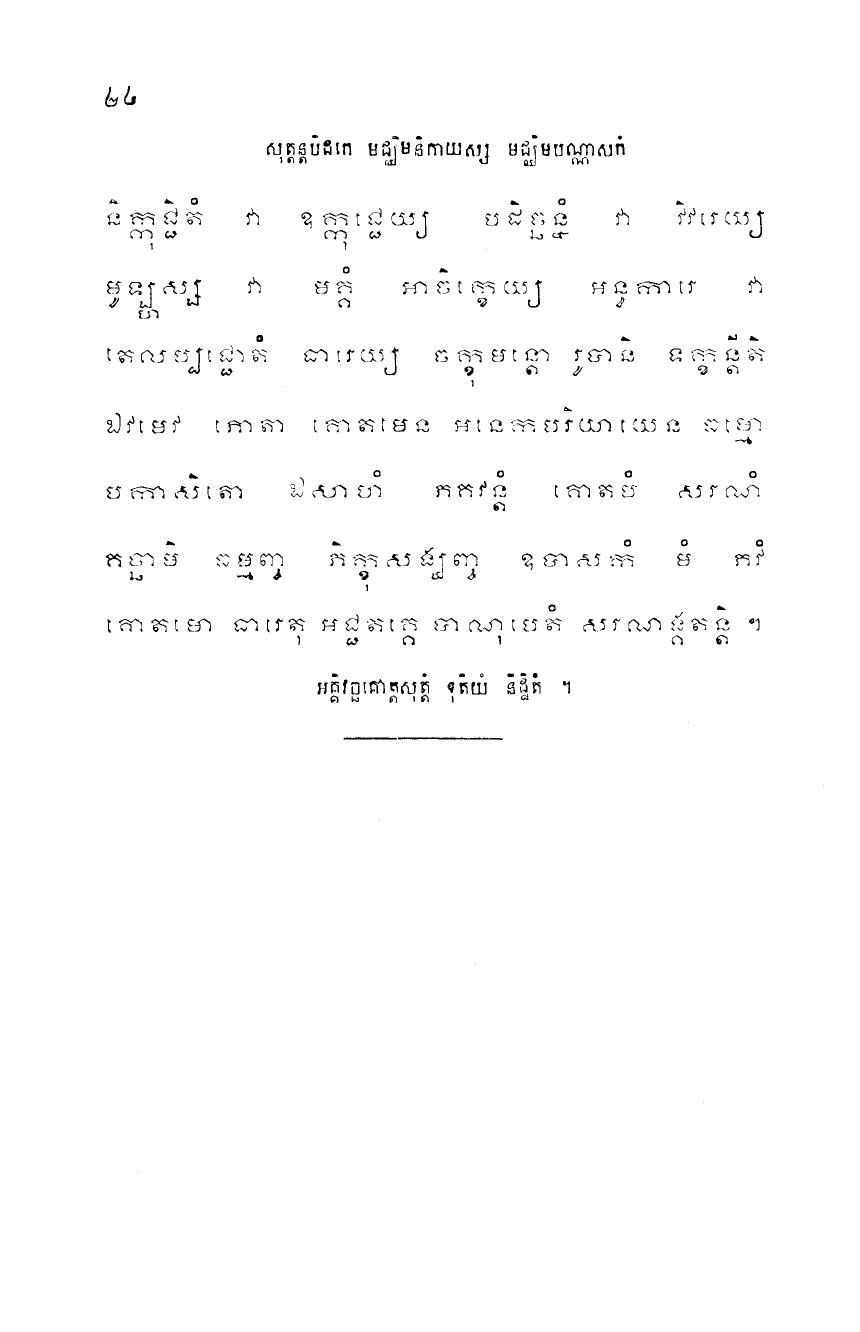 ២៤
សុត្តន្តបិដកេ មជ្ឈិមនិកាយស្ស មជ្ឈិមបណ្ណាសកំ
និក្កុជ្ជិតំ វា ឧក្កុជ្ជេយ្យ បដិច្ឆន្នំ វា វិវរេយ្យ
មូឡ្ហស្ស វា មគ្គំ អាចិក្ខេយ្យ អន្ធការេ វា
តេលប្បជ្ជោតំ ធារេយ្យ ចក្ខុមន្តោ រូបានិ ទក្ខន្តីតិ
ឯវមេវ ភោតា គោតមេន អនេកបរិយាយេន ធម្មោ
បកាសិតោ ឯសាហំ ភគវន្តំ គោតមំ សរណំ
គច្ឆាមិ ធម្មញ្ច ភិក្ខុសង្ឃញ្ច ឧបាសកំ មំ ភវំ
គោតមោ ធារេតុ អជ្ជតគ្គេ បាណុបេតំ សរណង្គតន្តិ ។
អគ្គិវច្ឆគោត្តសុត្តំ ទុតិយំ និដ្ឋិតំ ។